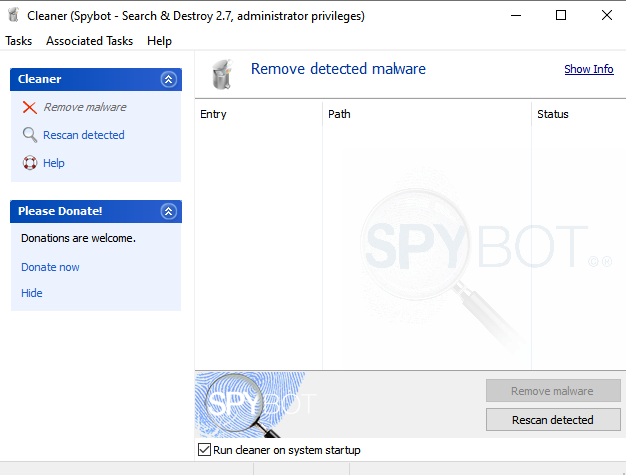 Cleaner (Spybot - Search & Destroy 2.7, administrator privileges)
Tasks Associated Tasks Help
Cleaner
Remove malware
Rescan detected
Help
Please Donate!
Donations are welcome.
Donate now
Hide
Remove detected malware
Show Info
Entry Path Status
SPYBOT ©®
SPYBOT
Remove malware
Rescan detected
Run cleaner on system startup